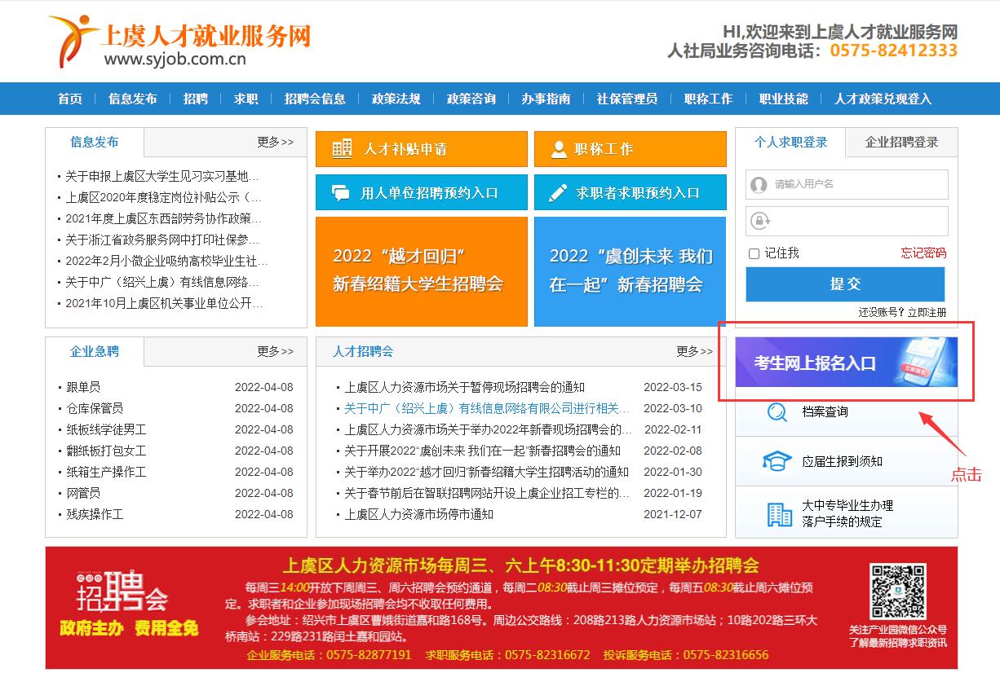 上虞人才就业服务网
www.syjob.com.cn
HI,欢迎来到上虞人才就业服务网
人社局业务咨询电话：0575-82412333
首页 信息发布 招聘 求职 招聘会信息 政策法规 政策咨询 办事指南 社保管理员 职称工作 职业技能 人才政策兑现登入
信息发布 更多>>
关于申报上虞区大学生见习实习基地...
上虞区2020年度稳定岗位补贴公示（...
2021年度上虞区东西部劳务协作政策...
关于浙江省政务服务网中打印社保参...
2022年2月小微企业吸纳高校毕业生社...
关于中广（绍兴上虞）有线信息网络...
2021年10月上虞区机关事业单位公开...
人才补贴申请
职称工作
用人单位招聘预约入口
求职者求职预约入口
2022“越才回归”
新春绍籍大学生招聘会
2022“虞创未来 我们
在一起”新春招聘会
个人求职登录 企业招聘登录
请输入用户名
记住我 忘记密码
提交
还没账号? 立即注册
企业急聘 更多>>
跟单员 2022-04-08
仓库保管员 2022-04-08
纸板线学徒男工 2022-04-08
翻纸板打包女工 2022-04-08
纸箱生产操作工 2022-04-08
网管员 2022-04-08
残疾操作工 2022-04-08
人才招聘会 更多>>
上虞区人力资源市场关于暂停现场招聘会的通知 2022-03-15
关于中广（绍兴上虞）有线信息网络有限公司进行相关... 2022-03-10
上虞区人力资源市场关于举办2022年新春现场招聘会的... 2022-02-11
关于开展2022“虞创未来 我们在一起”新春招聘会的通知 2022-02-08
关于举办2022“越才回归”新春绍籍大学生招聘活动的通知 2022-01-30
关于春节前后在智联招聘网站开设上虞企业招工专栏的... 2022-01-19
上虞区人力资源市场停市通知 2021-12-07
考生网上报名入口
立即报名
档案查询
应届生报到须知
大中专毕业生办理
落户手续的规定
点击
招聘会
政府主办 费用全免
上虞区人力资源市场每周三、六上午8:30-11:30定期举办招聘会
每周三14:00开放下周周三、周六招聘会预约通道，每周二08:30截止周三摊位预定，每周五08:30截止周六摊位预
定。求职者和企业参加现场招聘会均不收取任何费用。
参会地址：绍兴市上虞区曹娥街道嘉和路168号。周边公交路线：208路213路人力资源市场站；10路202路三环大
桥南站：229路231路闰土嘉和园站。
企业服务电话：0575-82877191 求职服务电话：0575-82316672 投诉服务电话：0575-82316656
关注产业园微信公众号
了解最新招聘求职资讯